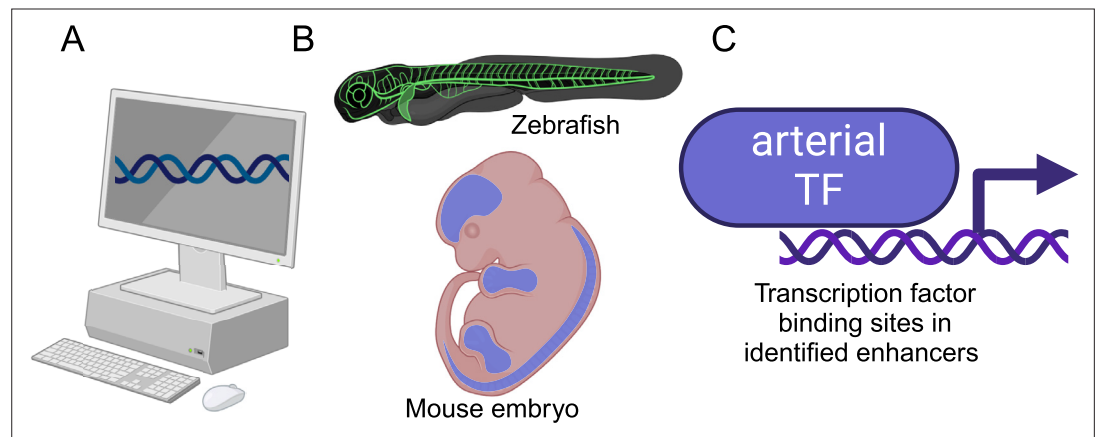 A
B
C
Zebrafish
Mouse embryo
arterial
TF
Transcription factor
binding sites in
identified enhancers